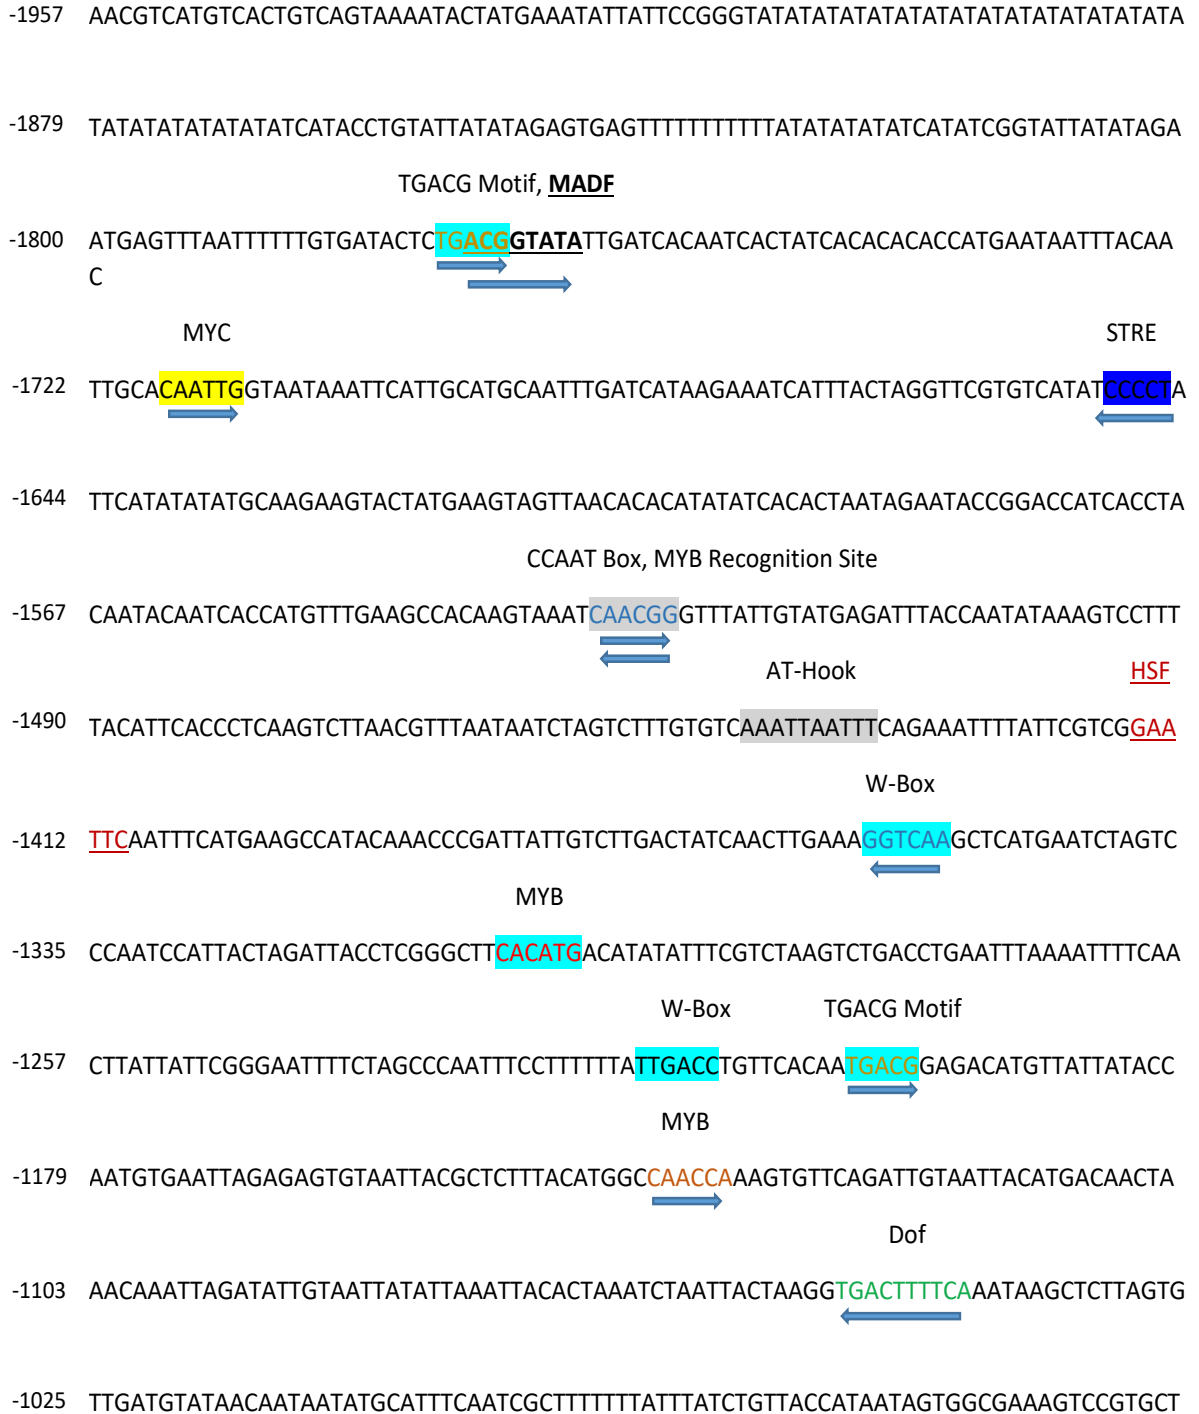 -1957 AACGTCATGTCACTGTCAGTAAAATACTATGAAATATTATTCCGGGTATATATATATATATATATATATATATATATA
-1879 TATATATATATATATCATACCTGTATTATATAGAGTGAGTTTTTTTTTTTATATATATATCATATCGGTATTATATAGA
TGACG Motif, MADF
-1800 ATGAGTTTAATTTTTTGTGATACTCTGACGGTATATTGATCACAATCACTATCACACACACCATGAATAATTTACAA
C
MYC STRE
-1722 TTGCACAATTGGTAATAAATTCATTGCATGCAATTTGATCATAAGAAATCATTTACTAGGTTCGTGTCATATCCCCTA
-1644 TTCATATATATGCAAGAAGTACTATGAAGTAGTTAACACACATATATCACACTAATAGAATACCGGACCATCACCTA
CCAAT Box, MYB Recognition Site
-1567 CAATACAATCACCATGTTTGAAGCCACAAGTAAATCAACGGGTTTATTGTATGAGATTTACCAATATAAAGTCCTTT
AT-Hook HSF
-1490 TACATTCACCCTCAAGTCTTAACGTTTAATAATCTAGTCTTTGTGTCAAATTAATTTCAGAAATTTTATTCGTCGGAA
W-Box
-1412 TTCAATTTCATGAAGCCATACAAACCCGATTATTGTCTTGACTATCAACTTGAAAGGTCAAGCTCATGAATCTAGTC
MYB
-1335 CCAATCCATTACTAGATTACCTCGGGCTTCACATGACATATATTTCGTCTAAGTCTGACCTGAATTTAAAATTTTCAA
W-Box TGACG Motif
-1257 CTTATTATTCGGGAATTTTCTAGCCCAATTTCCTTTTTTATTGACCTGTTCACAATGACGGAGACATGTTATTATACC
MYB
-1179 AATGTGAATTAGAGAGTGTAATTACGCTCTTTACATGGCCAACCAAAGTGTTCAGATTGTAATTACATGACAACTA
Dof
-1103 AACAAATTAGATATTGTAATTATATTAAATTACACTAAATCTAATTACTAAGGTGACTTTTCAAATAAGCTCTTAGTG
-1025 TTGATGTATAACAATAATATGCATTTCAATCGCTTTTTTTATTTATCTGTTACCATAATAGTGGCGAAAGTCCGTGCT